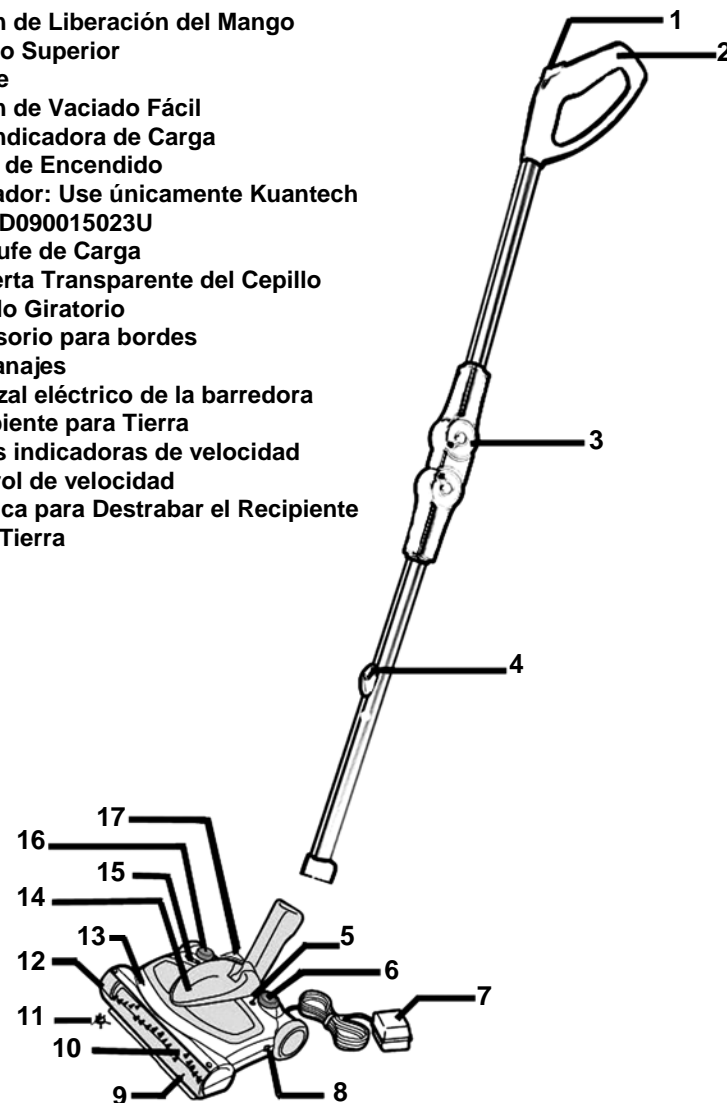 n de Liberación del Mango
o Superior
e
n de Vaciado Fácil
ndicadora de Carga
de Encendido
ador: Use únicamente Kuantech
D090015023U
ufe de Carga
erta Transparente del Cepillo
lo Giratorio
sorio para bordes
anajes
zal eléctrico de la barredora
piente para Tierra
s indicadoras de velocidad
rol de velocidad
ca para Destrabar el Recipiente
Tierra
1
2
3
4
17
16
15
14
13
12
11
10
9
5
6
7
8